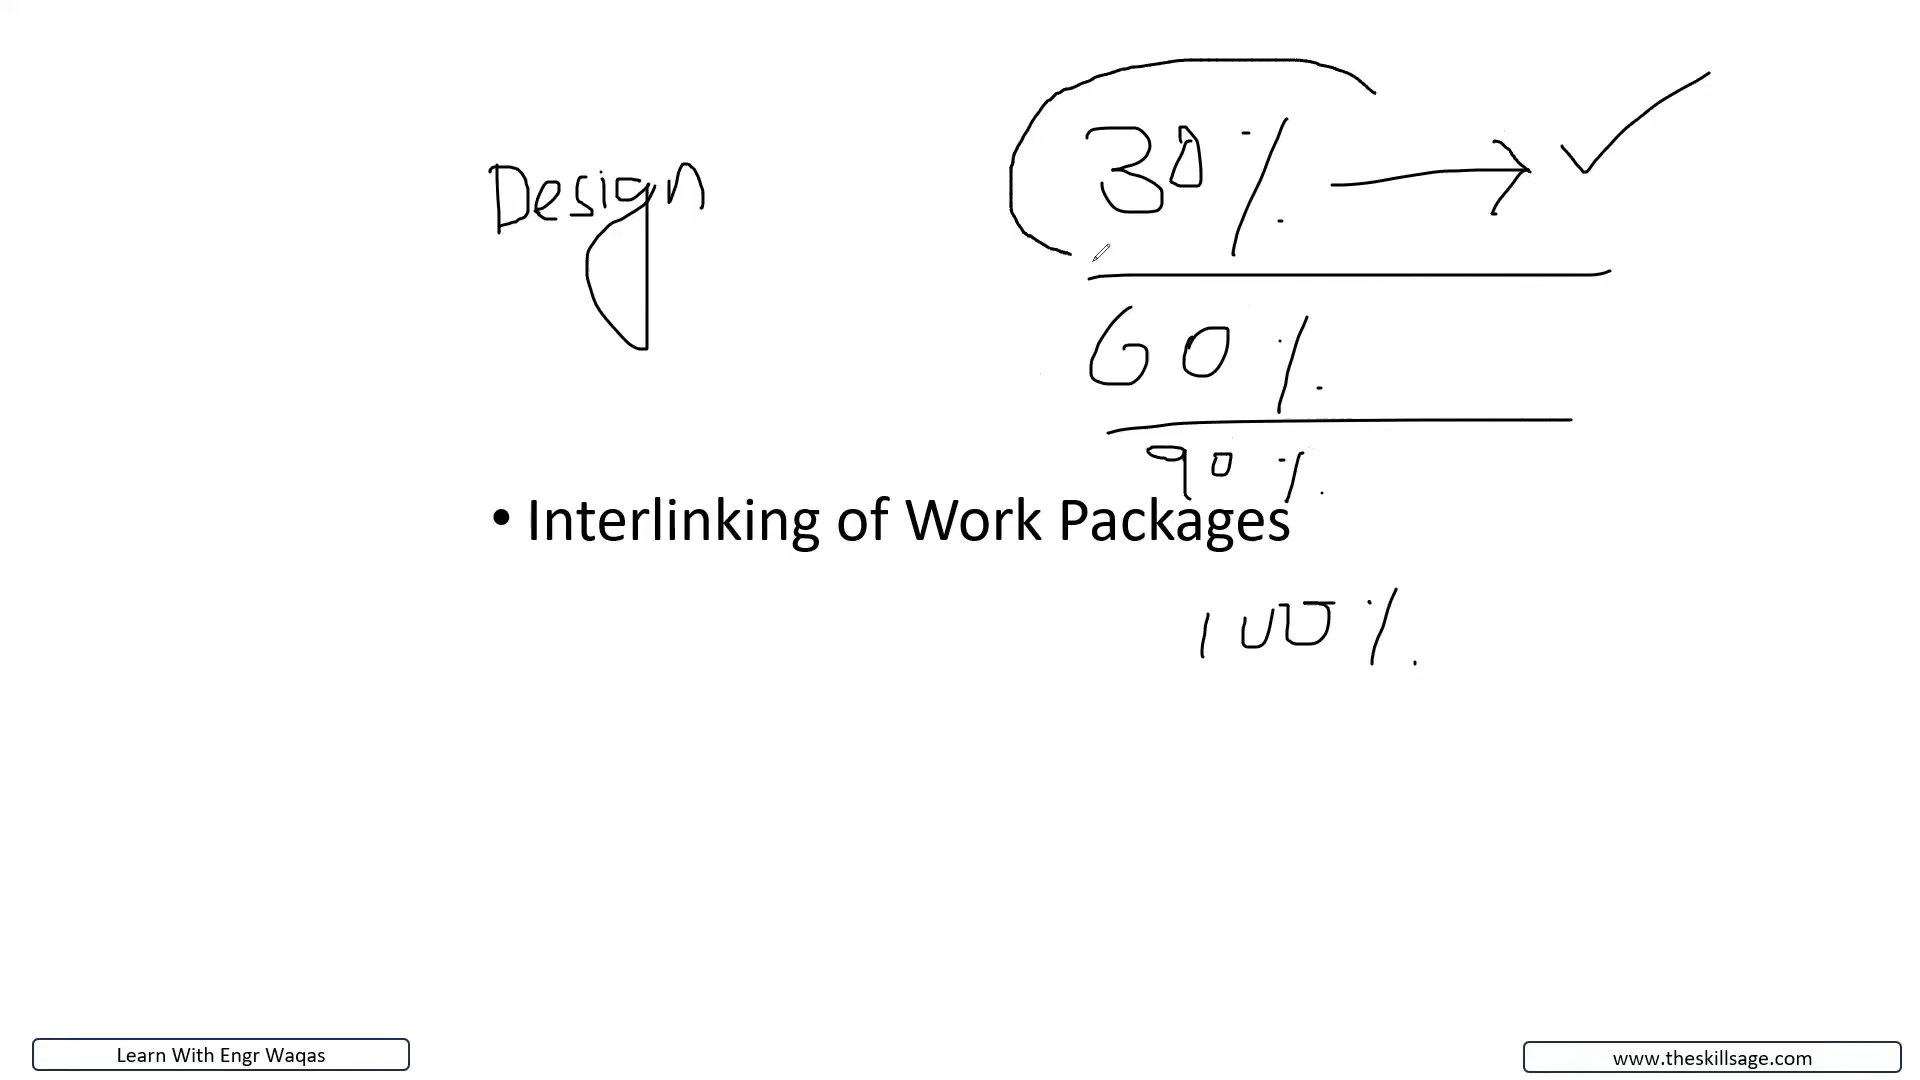 Design
30%
60%
90%
• Interlinking of Work Packages
100%
Learn With Engr Waqas
www.theskillsage.com